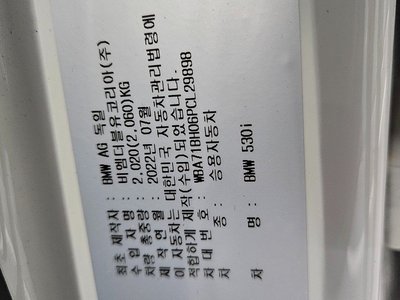 최초 제작자 : BMW AG 독일
수 입 자 명 : 비엠더블유코리아(주)
차량 총중량 : 2,020(2,060)KG
제 작 연 월 : 2022년 07월
이 자동차는 대한민국 자동차관리법령에
적합하게 제작(수입)되었습니다.
차 대 번 호 : WBA71BH06PCL29898
차 종 : 승용자동차
차 명 : BMW 530i